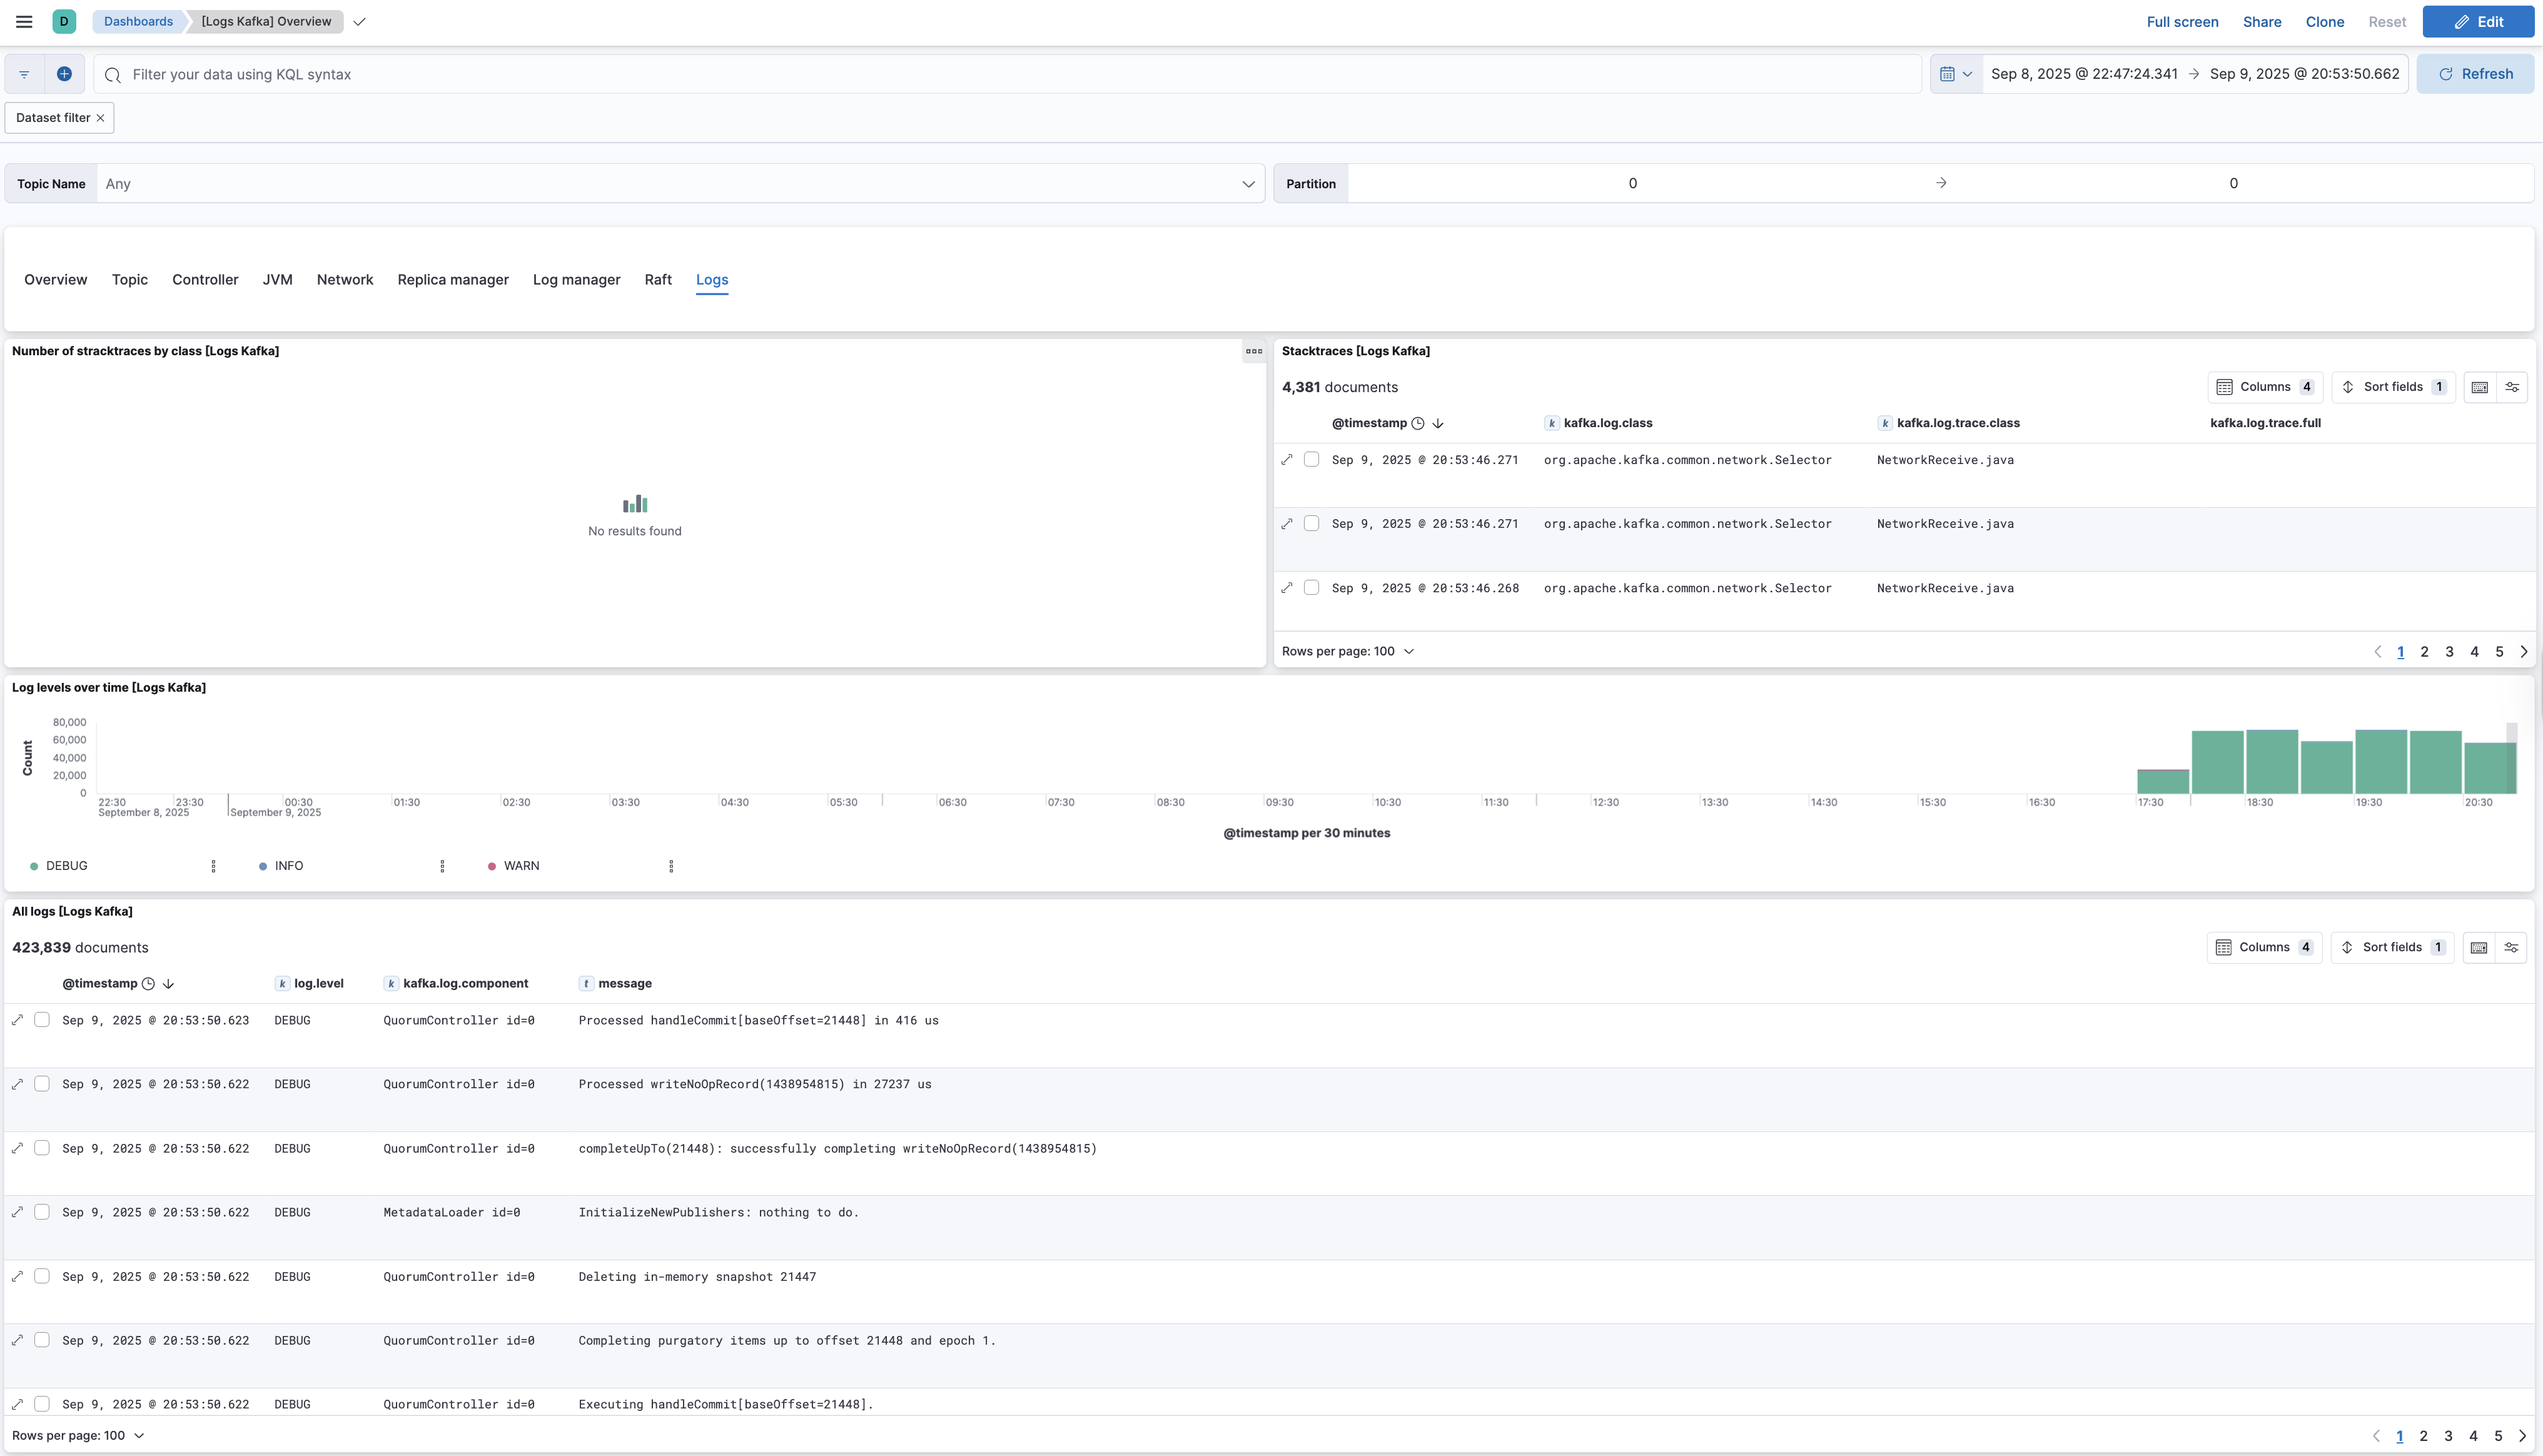 D Dashboards [Logs Kafka] Overview Full screen Share Clone Reset Edit
Filter your data using KQL syntax Sep 8, 2025 @ 22:47:24.341 → Sep 9, 2025 @ 20:53:50.662 Refresh
Dataset filter ×
Topic Name Any Partition 0 → 0
Overview Topic Controller JVM Network Replica manager Log manager Raft Logs
Number of stracktraces by class [Logs Kafka]
No results found
Stacktraces [Logs Kafka]
4,381 documents Columns 4 Sort fields 1
@timestamp k kafka.log.class k kafka.log.trace.class kafka.log.trace.full
Sep 9, 2025 @ 20:53:46.271 org.apache.kafka.common.network.Selector NetworkReceive.java
Sep 9, 2025 @ 20:53:46.271 org.apache.kafka.common.network.Selector NetworkReceive.java
Sep 9, 2025 @ 20:53:46.268 org.apache.kafka.common.network.Selector NetworkReceive.java
Rows per page: 100 1 2 3 4 5
Log levels over time [Logs Kafka]
Count
80,000
60,000
40,000
20,000
0
22:30 23:30 00:30 01:30 02:30 03:30 04:30 05:30 06:30 07:30 08:30 09:30 10:30 11:30 12:30 13:30 14:30 15:30 16:30 17:30 18:30 19:30 20:30
September 8, 2025 September 9, 2025
@timestamp per 30 minutes
DEBUG INFO WARN
All logs [Logs Kafka]
423,839 documents Columns 4 Sort fields 1
@timestamp k log.level k kafka.log.component t message
Sep 9, 2025 @ 20:53:50.623 DEBUG QuorumController id=0 Processed handleCommit[baseOffset=21448] in 416 us
Sep 9, 2025 @ 20:53:50.622 DEBUG QuorumController id=0 Processed writeNoOpRecord(1438954815) in 27237 us
Sep 9, 2025 @ 20:53:50.622 DEBUG QuorumController id=0 completeUpTo(21448): successfully completing writeNoOpRecord(1438954815)
Sep 9, 2025 @ 20:53:50.622 DEBUG MetadataLoader id=0 InitializeNewPublishers: nothing to do.
Sep 9, 2025 @ 20:53:50.622 DEBUG QuorumController id=0 Deleting in-memory snapshot 21447
Sep 9, 2025 @ 20:53:50.622 DEBUG QuorumController id=0 Completing purgatory items up to offset 21448 and epoch 1.
Sep 9, 2025 @ 20:53:50.622 DEBUG QuorumController id=0 Executing handleCommit[baseOffset=21448].
Rows per page: 100 1 2 3 4 5